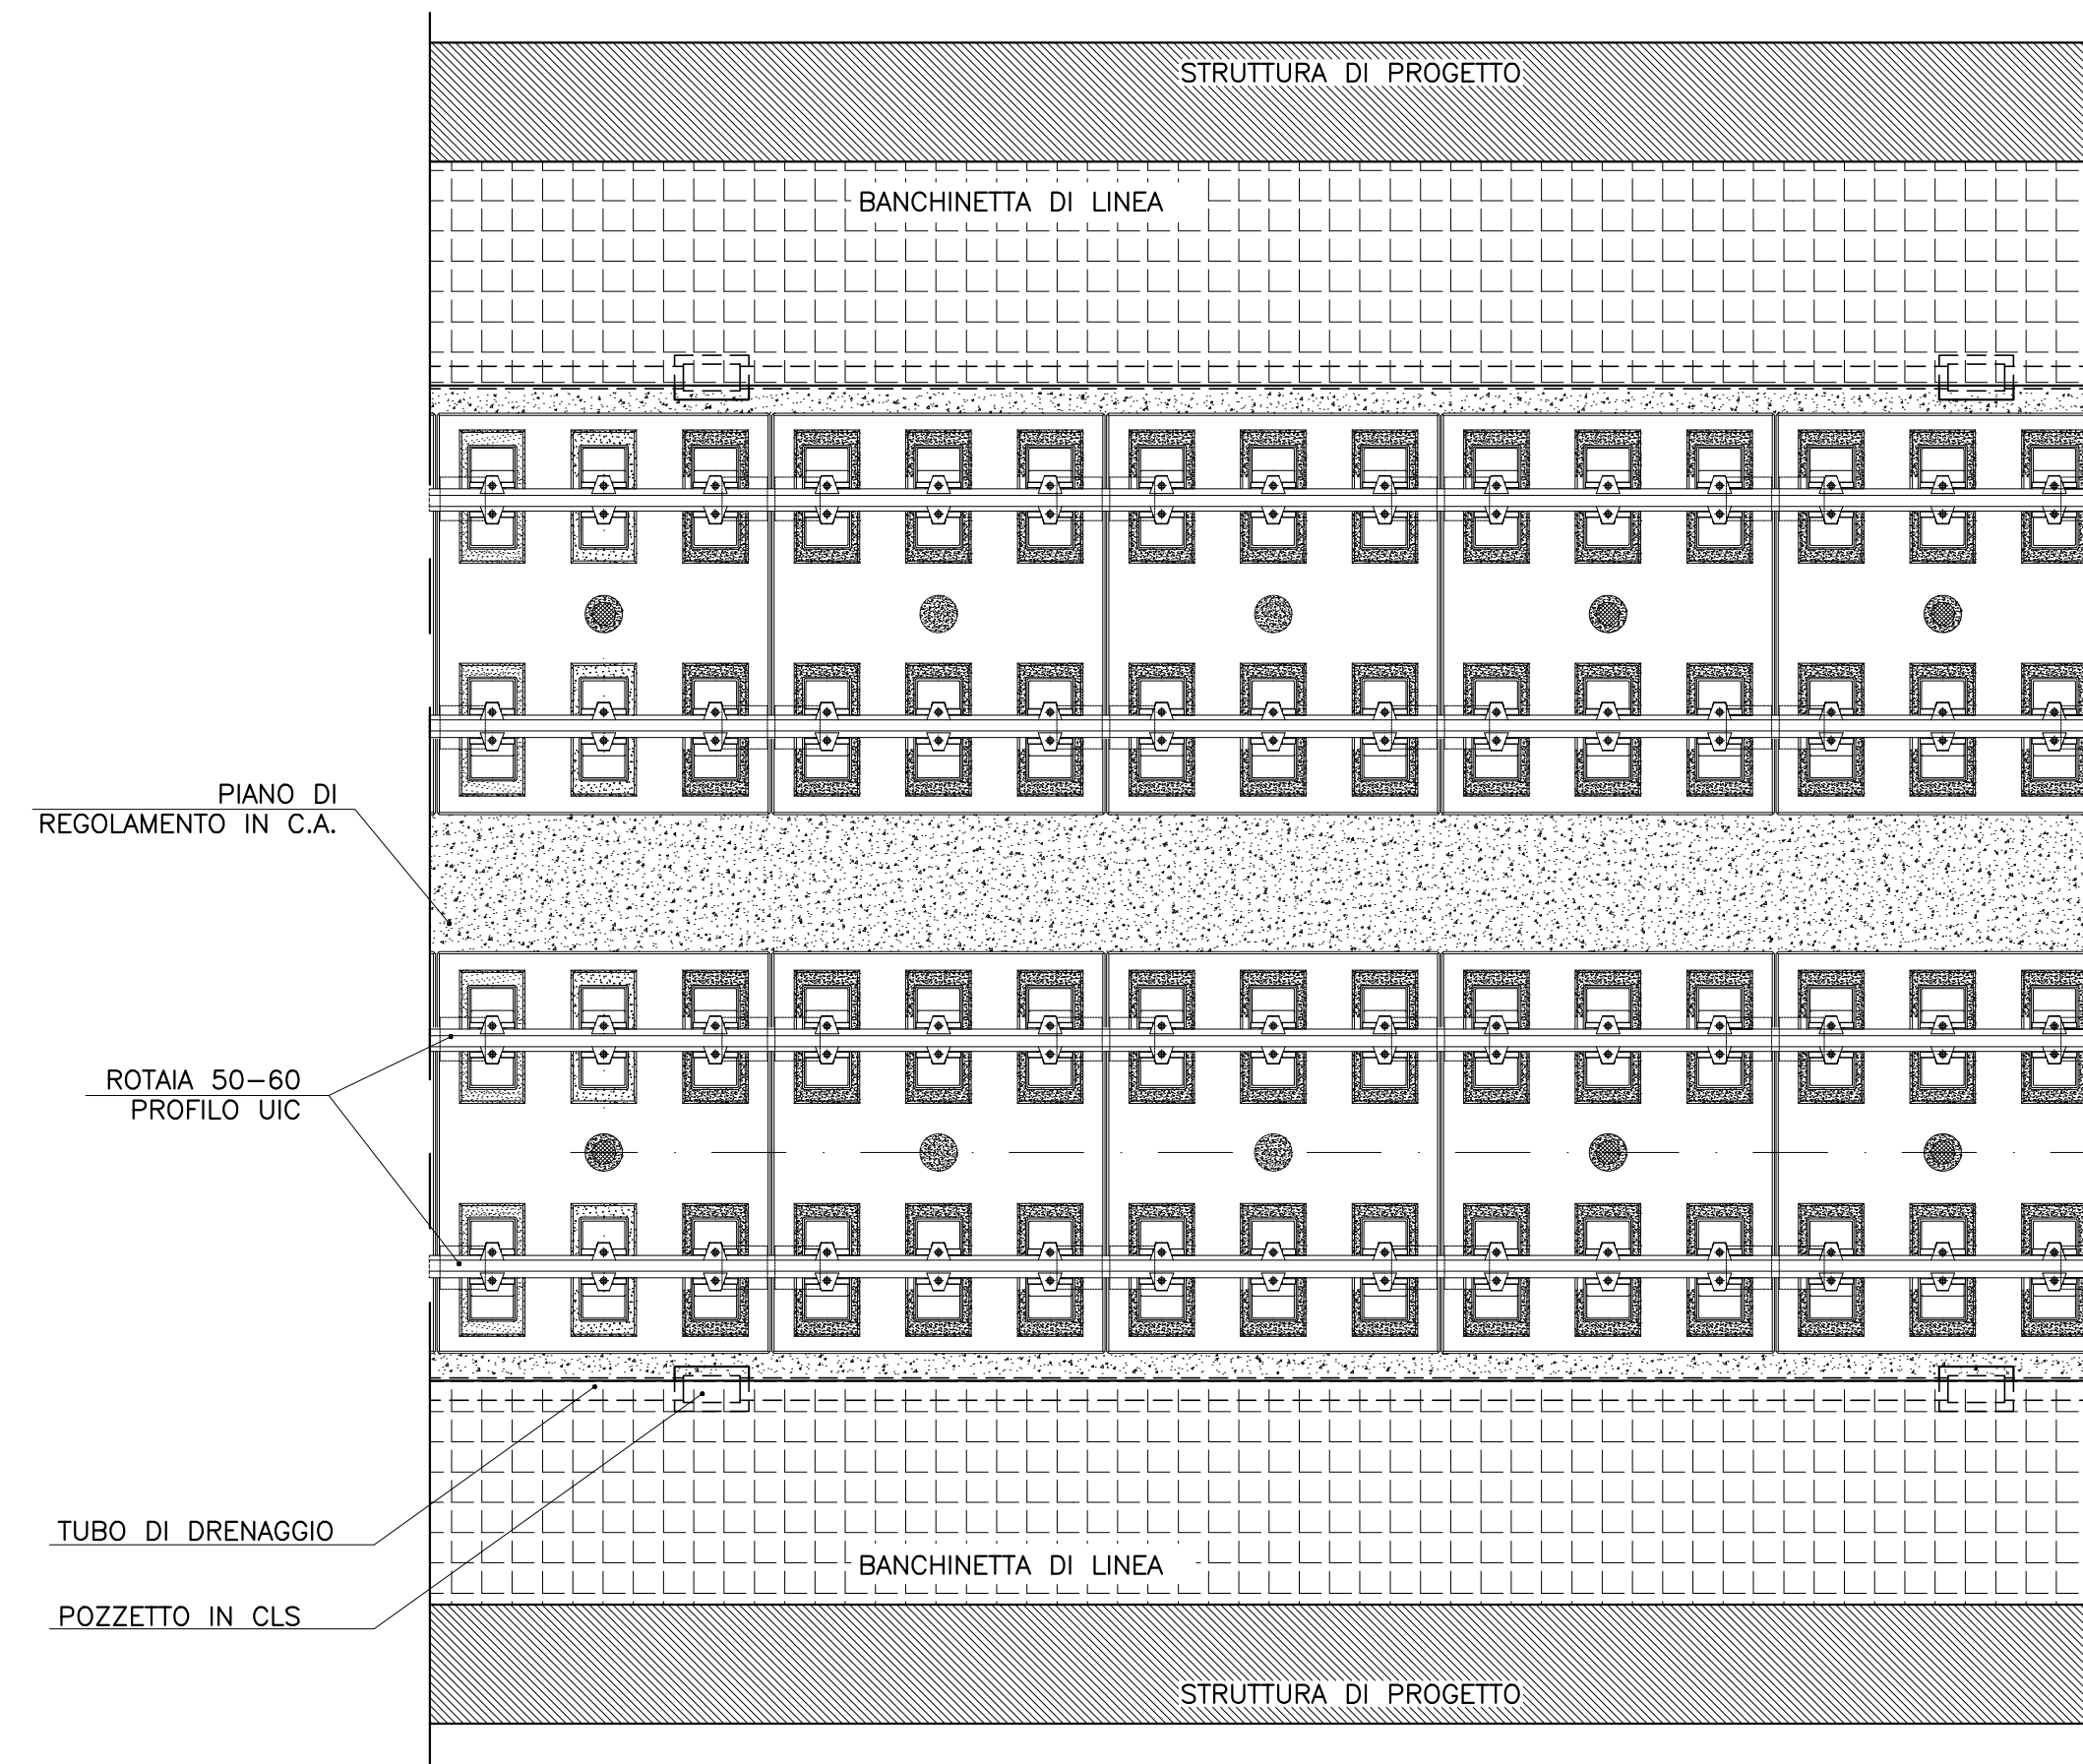 STRUTTURA DI PROGETTO
BANCHINETTA DI LINEA
PIANO DI
REGOLAMENTO IN C.A.
ROTAIA 50-60
PROFILO UIC
TUBO DI DRENAGGIO
BANCHINETTA DI LINEA
POZZETTO IN CLS
STRUTTURA DI PROGETTO